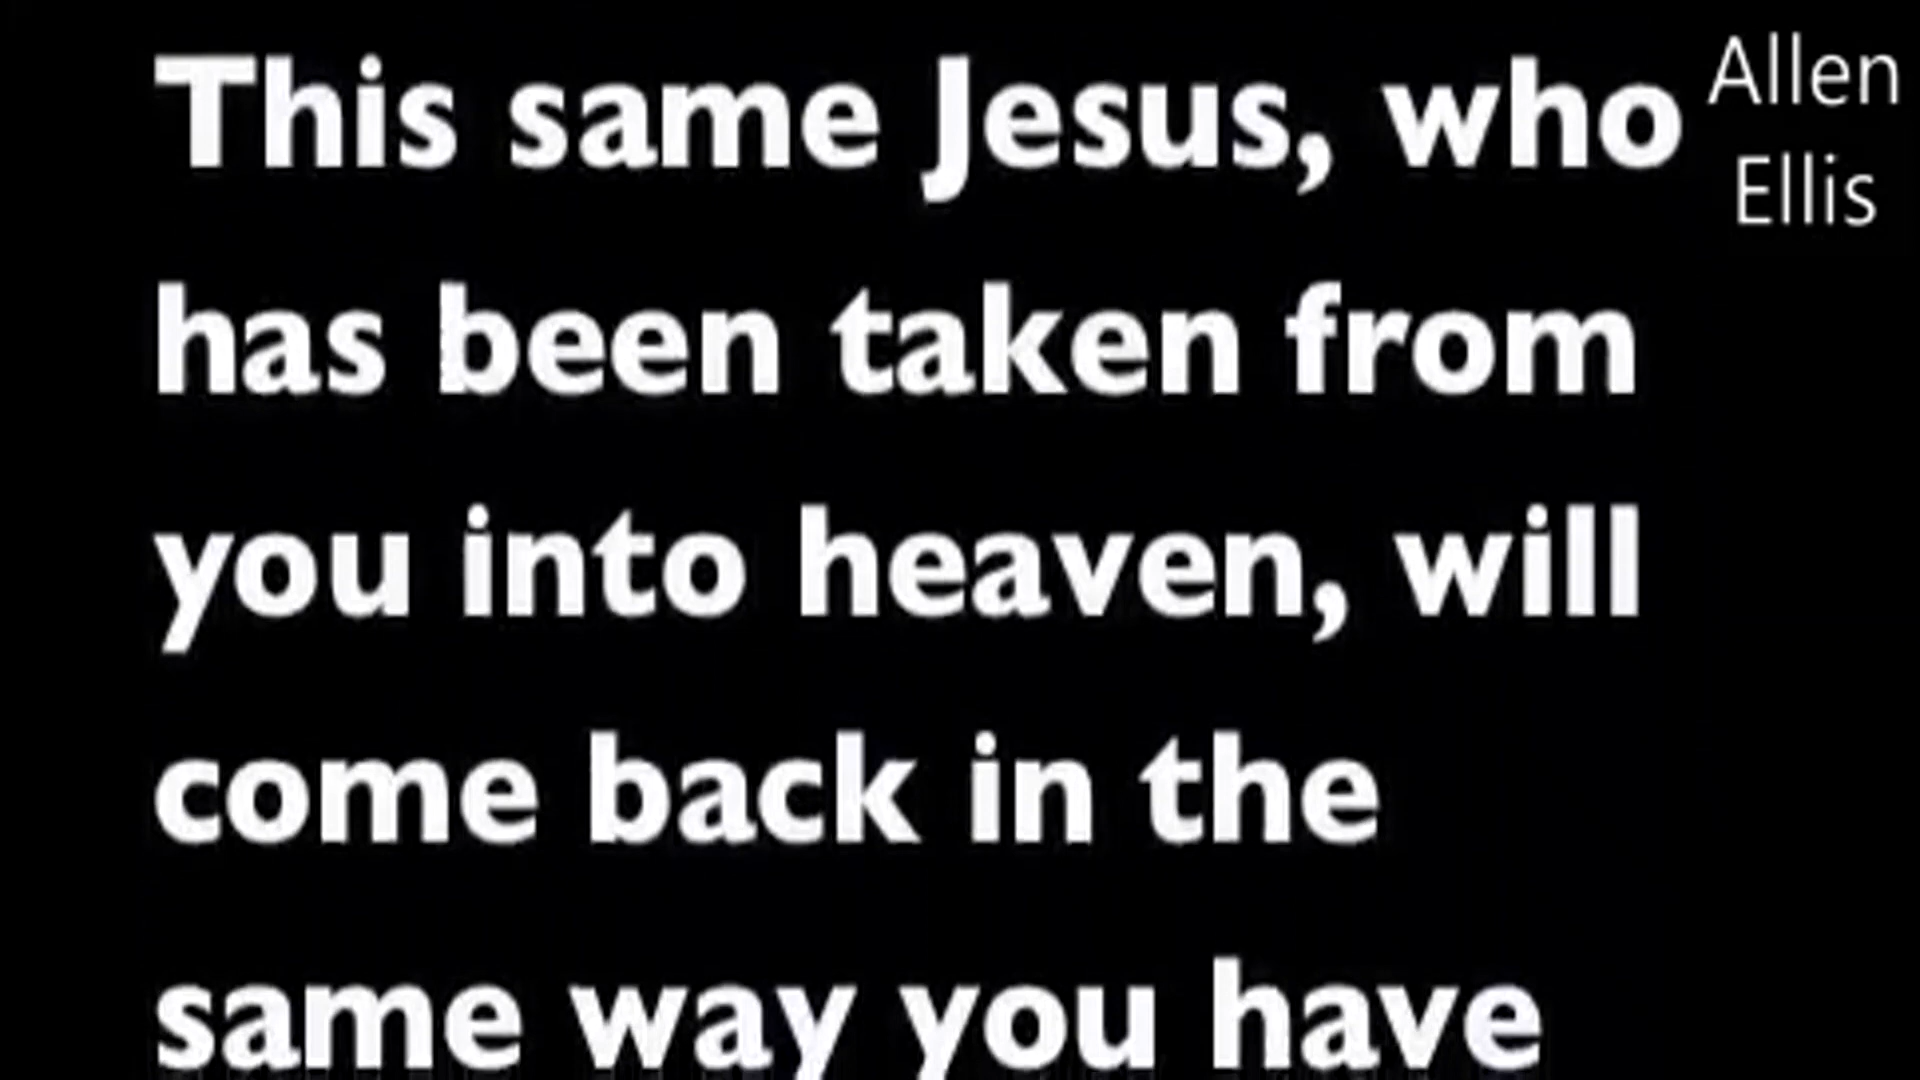 This same Jesus, who
has been taken from
you into heaven, will
come back in the
same way you have
Allen
Ellis